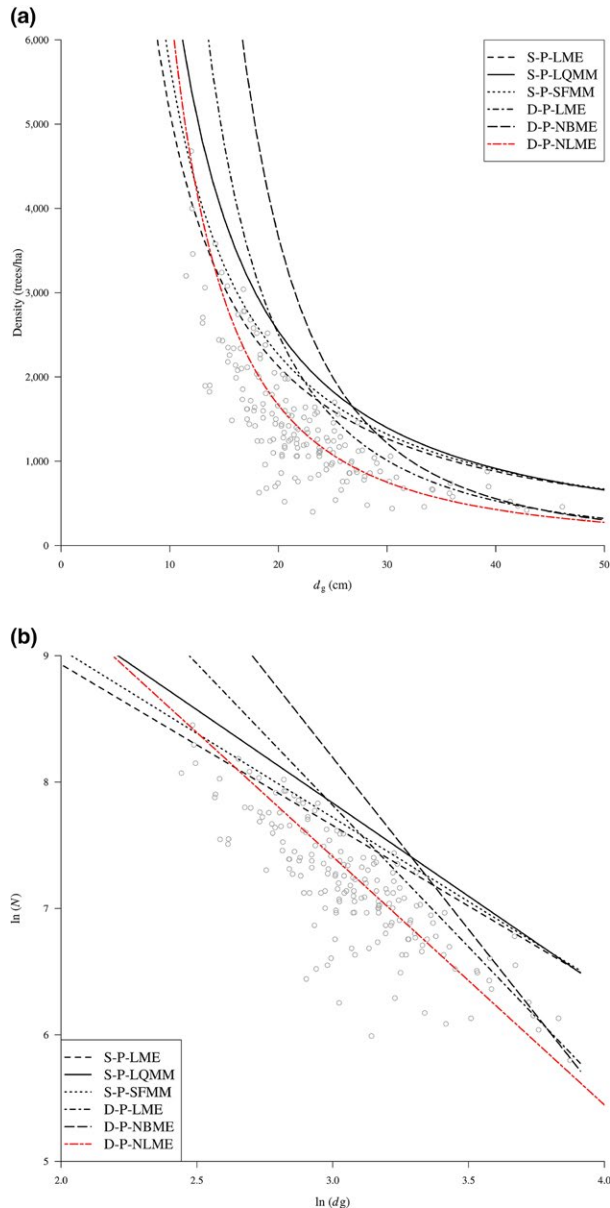 (a)
6,000
5,000
4,000
3,000
2,000
1,000
0
Density (trees/ha)
S-P-LME
S-P-LQMM
S-P-SFMM
D-P-LME
D-P-NBME
D-P-NLME
0 10 20 30 40 50
dg (cm)
(b)
9
8
7
6
5
ln (N)
S-P-LME
S-P-LQMM
S-P-SFMM
D-P-LME
D-P-NBME
D-P-NLME
2.0 2.5 3.0 3.5 4.0
ln (dg)